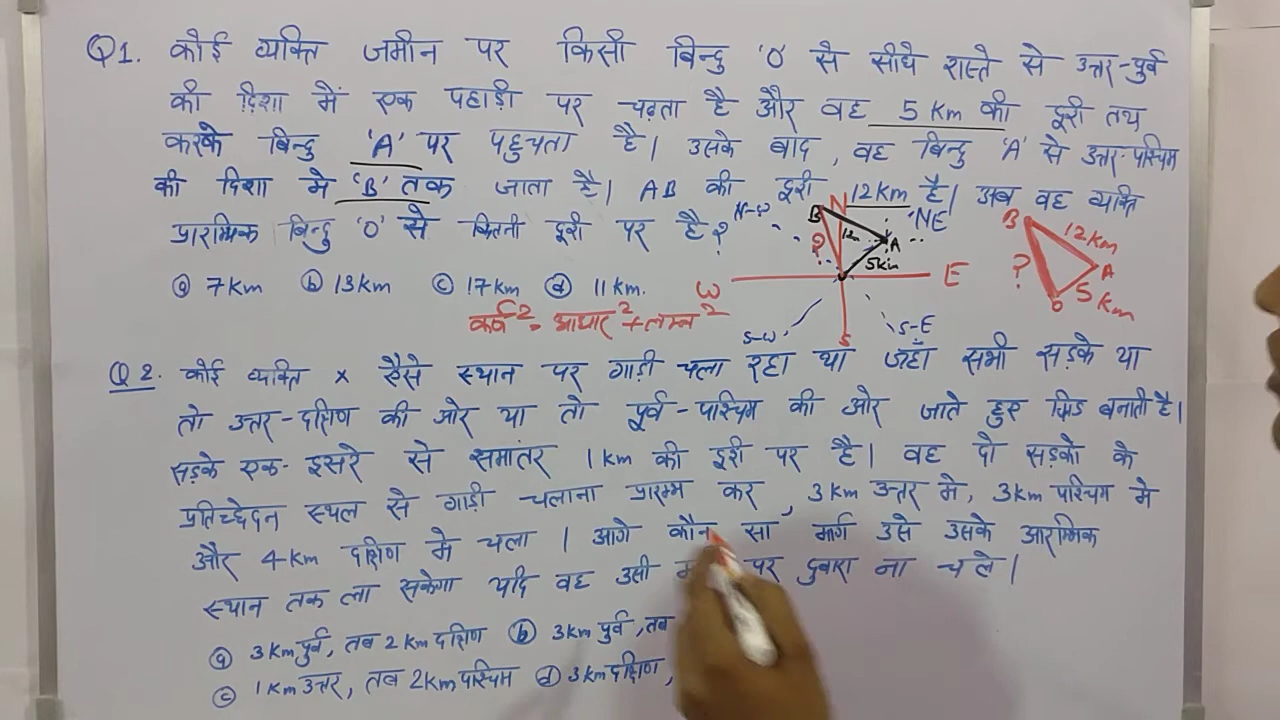 Q1. कोई व्यक्ति जमीन पर किसी बिन्दु 'O' से सीधे रास्ते से उत्तर-पुर्व
की दिशा में एक पहाड़ी पर चढ़ता है और वह 5 Km की दूरी तय
करके बिन्दु 'A' पर पहुचता है। उसके बाद, वह बिन्दु 'A' से उत्तर-पश्चिम
की दिशा मे 'B' तक जाता है। AB की दूरी 12Km है। अब वह व्यक्ति
प्रारम्भिक बिन्दु 'O' से कितनी दूरी पर है?
N-W
N
NE
B
A
12m
5km
?
W
E
S-W
S
S-E
B
12Km
A
?
5 Km
O
a 7Km b 13Km c 17Km d 11Km.
कर्ण² = आधार² + लम्ब²
Q2. कोई व्यक्ति x ऐसे स्थान पर गाड़ी चला रहा था जहाँ सभी सड़के या
तो उत्तर-दक्षिण की ओर या तो पूर्व-पश्चिम की ओर जाते हुए ग्रिड बनाती है।
सड़के एक-दूसरे से समांतर 1Km की दूरी पर है। वह दो सड़को के
प्रतिच्छेदन स्थल से गाड़ी चलाना प्रारम्भ कर, 3Km उत्तर मे, 3Km पश्चिम मे
और 4Km दक्षिण मे चला। आगे कौन सा मार्ग उसे उसके आरम्भिक
स्थान तक ला सकेगा यदि वह उसी पर दुबारा ना चले।
a 3Km पुर्व, तब 2Km दक्षिण b 3Km पुर्व, तब
c 1Km उत्तर, तब 2Km पश्चिम d 3Km दक्षिण,